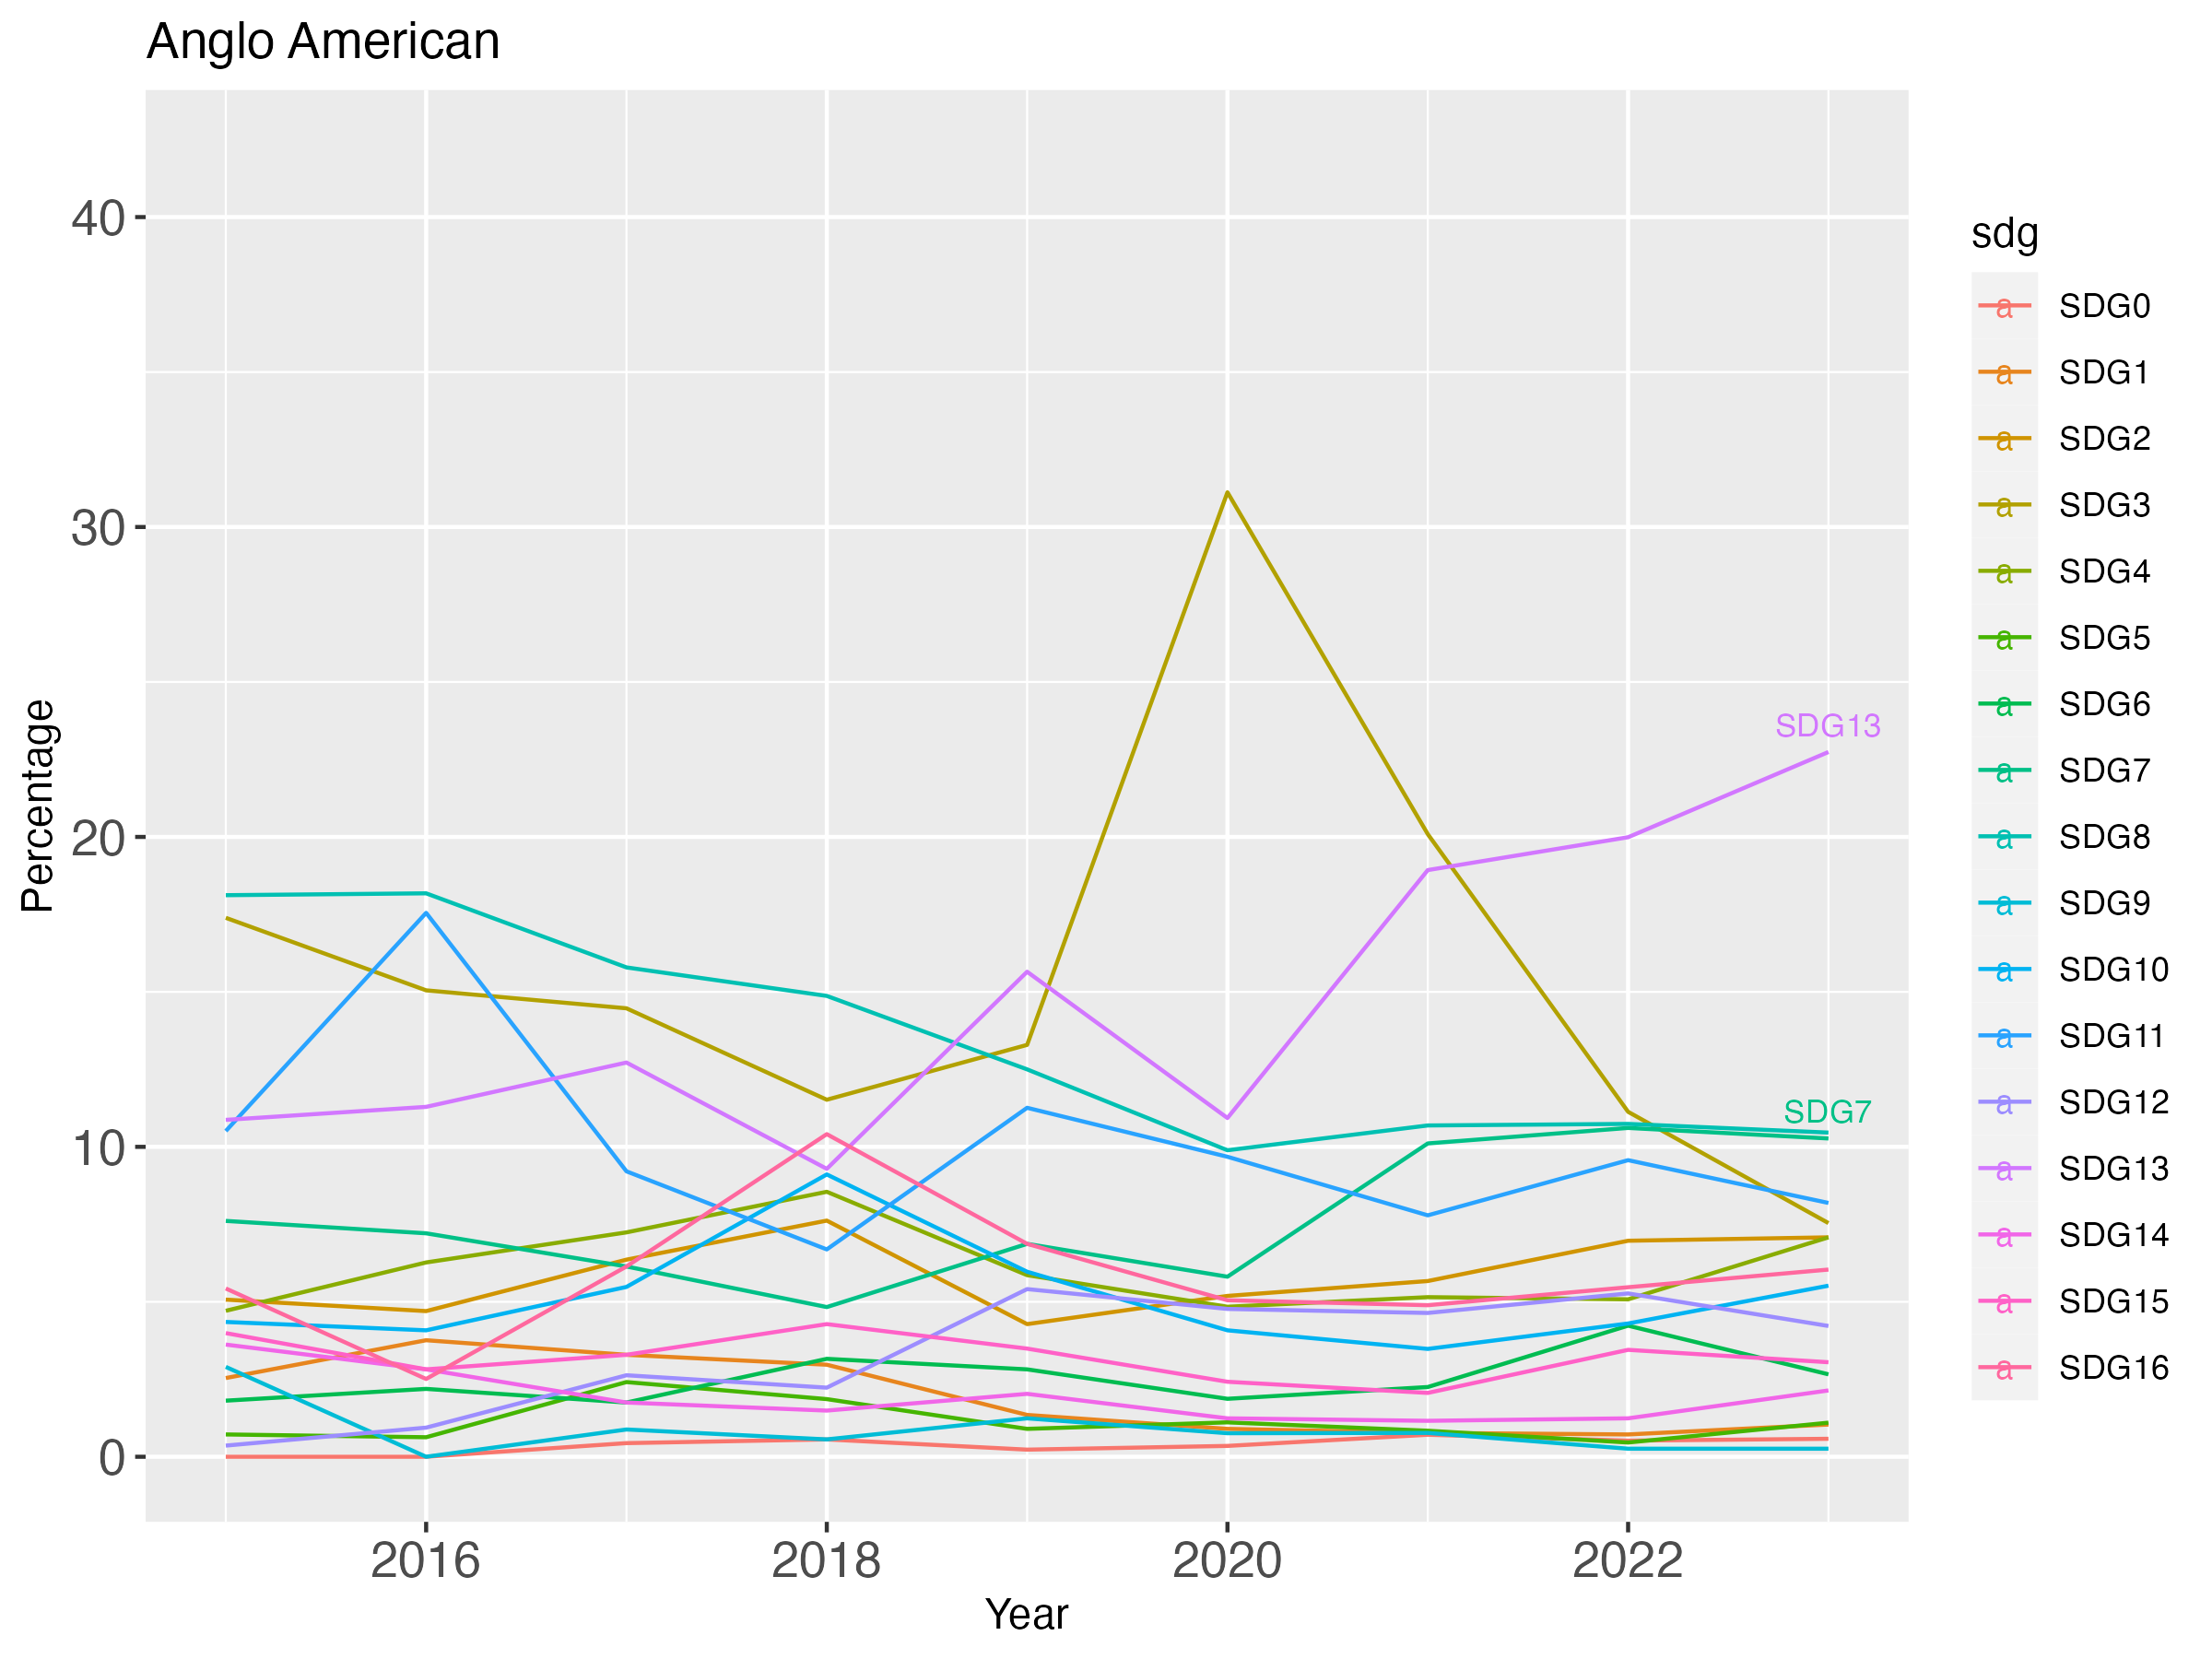 Anglo American
40
30
20
10
0
Percentage
2016 2018 2020 2022
Year
SDG13
SDG7
sdg
a SDG0
a SDG1
a SDG2
a SDG3
a SDG4
a SDG5
a SDG6
a SDG7
a SDG8
a SDG9
a SDG10
a SDG11
a SDG12
a SDG13
a SDG14
a SDG15
a SDG16